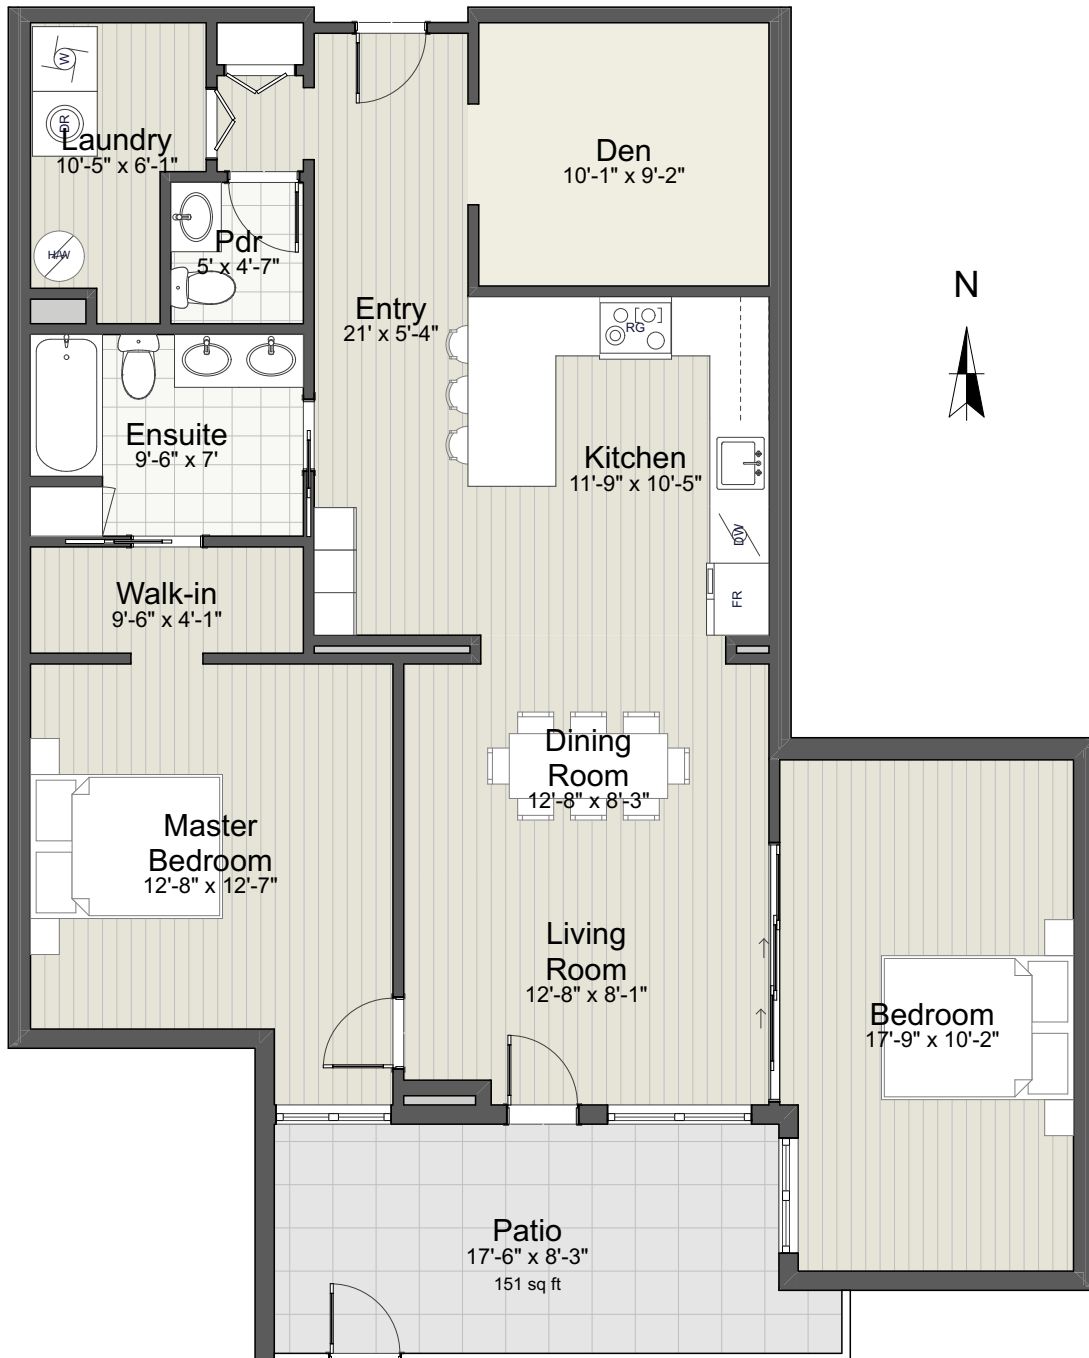 W
DR
Laundry
10'-5" x 6'-1"
H/W
Pdr
5' x 4'-7"
Den
10'-1" x 9'-2"
N
Entry
21' x 5'-4"
RG
Ensuite
9'-6" x 7'
Kitchen
11'-9" x 10'-5"
DW
FR
Walk-in
9'-6" x 4'-1"
Dining
Room
12'-8" x 8'-3"
Master
Bedroom
12'-8" x 12'-7"
Living
Room
12'-8" x 8'-1"
Bedroom
17'-9" x 10'-2"
Patio
17'-6" x 8'-3"
151 sq ft